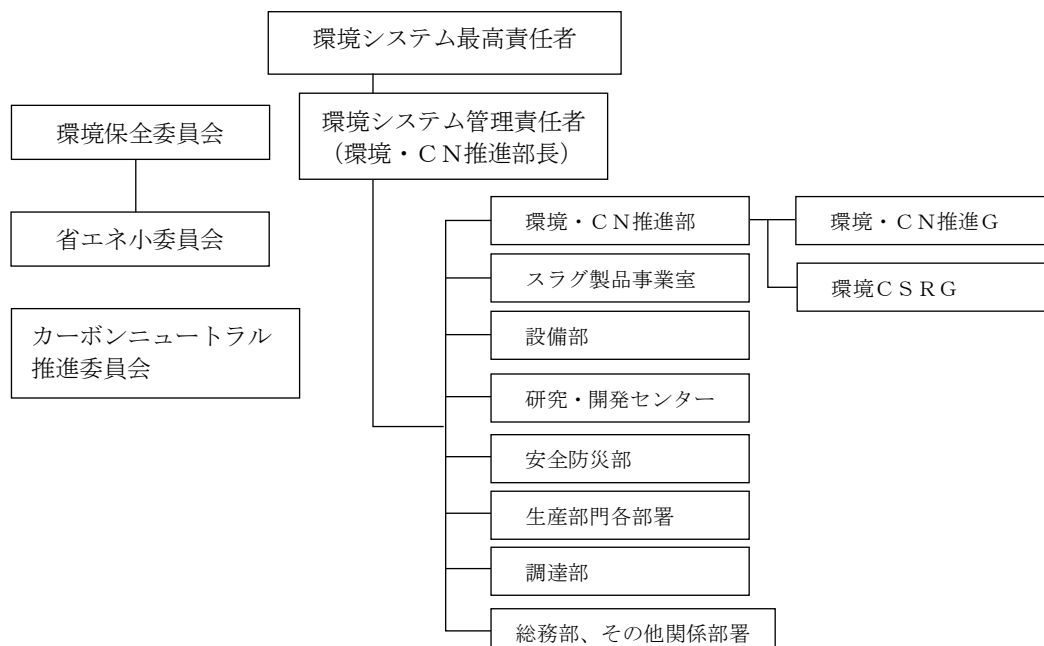 環境システム最高責任者
環境保全委員会
環境システム管理責任者
（環境・ＣＮ推進部長）
省エネ小委員会
カーボンニュートラル
推進委員会
環境・ＣＮ推進部
環境・ＣＮ推進Ｇ
環境ＣＳＲＧ
スラグ製品事業室
設備部
研究・開発センター
安全防災部
生産部門各部署
調達部
総務部、その他関係部署